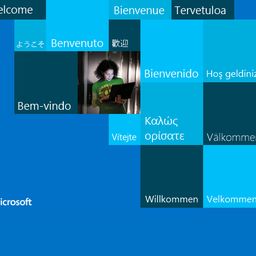 elcome
Bienvenue
Tervetuloa
ようこそ
Benvenuto
歡迎
Bienvenido
Hoş geldiniz
Bem-vindo
Vítejte
Καλώς
ορίσατε
Välkommen
Willkommen
Velkommen
icrosoft